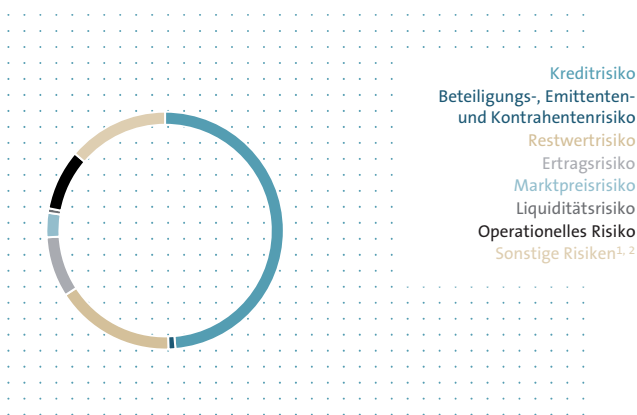 Kreditrisiko
Beteiligungs-, Emittenten-
und Kontrahentenrisiko
Restwertrisiko
Ertragsrisiko
Marktpreisrisiko
Liquiditätsrisiko
Operationelles Risiko
Sonstige Risiken¹, ²